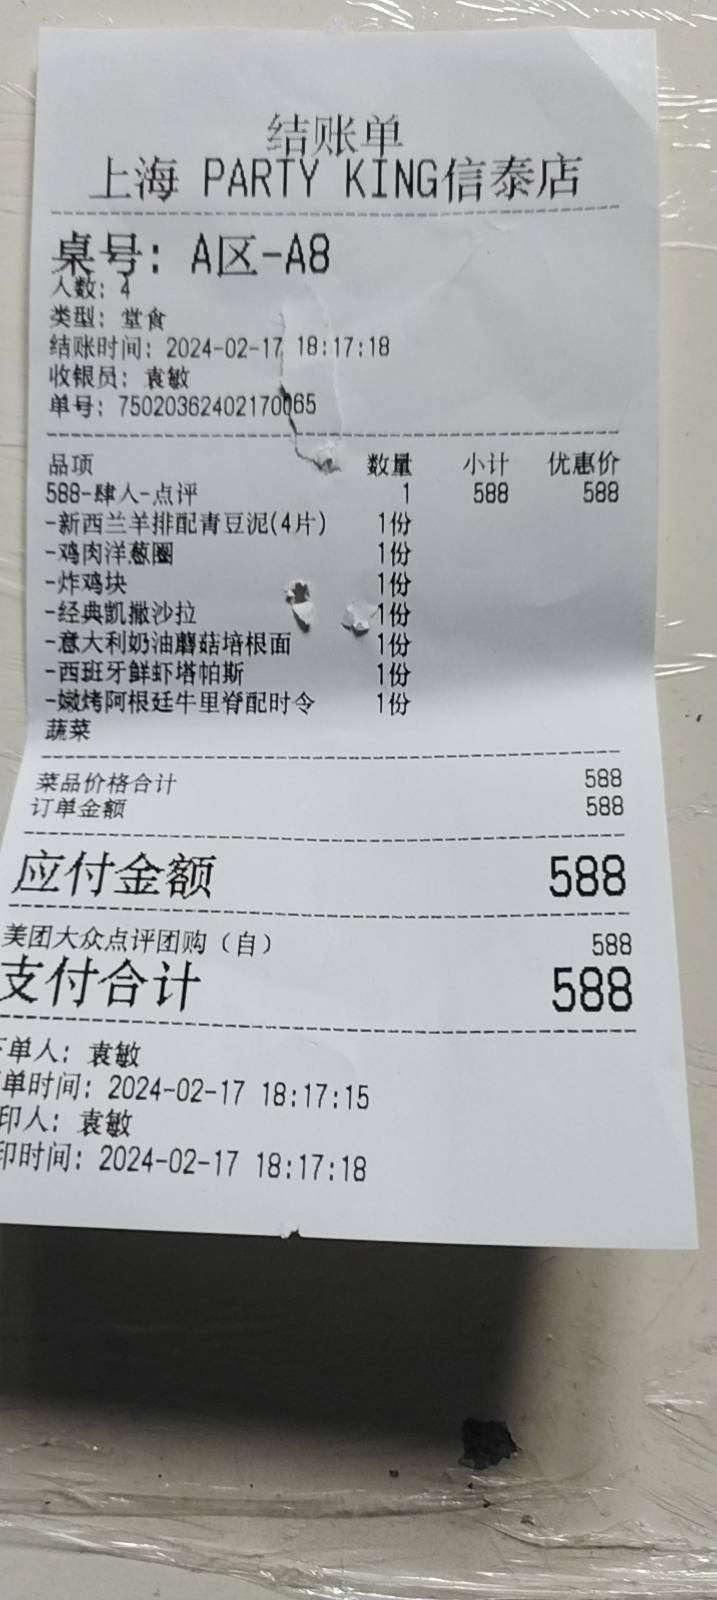 结账单
上海 PARTY KING信泰店
桌号: A区-A8
人数: 4
类型: 堂食
结账时间: 2024-02-17 18:17:18
收银员: 袁敏
单号: 75020362402170065
品项 数量 小计 优惠价
588-肆人-点评 1 588 588
-新西兰羊排配青豆泥(4片) 1份
-鸡肉洋葱圈 1份
-炸鸡块 1份
-经典凯撒沙拉 1份
-意大利奶油蘑菇培根面 1份
-西班牙鲜虾塔帕斯 1份
-嫩烤阿根廷牛里脊配时令 1份
蔬菜
菜品价格合计 588
订单金额 588
应付金额 588
美团大众点评团购（自） 588
支付合计 588
单人: 袁敏
单时间: 2024-02-17 18:17:15
印人: 袁敏
印时间: 2024-02-17 18:17:18